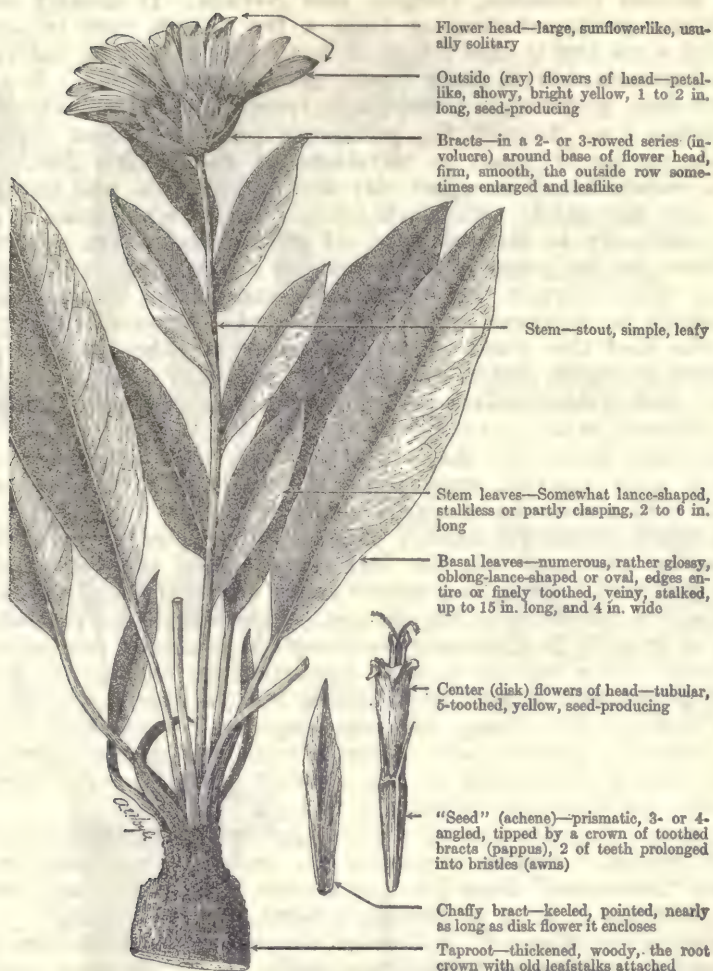 Flower head—large, sunflowerlike, usu-
ally solitary
Outside (ray) flowers of head—petal-
like, showy, bright yellow, 1 to 2 in.
long, seed-producing
Bracts—in a 2- or 3-rowed series (in-
volucre) around base of flower head,
firm, smooth, the outside row some-
times enlarged and leaflike
Stem—stout, simple, leafy
Stem leaves—Somewhat lance-shaped,
stalkless or partly clasping, 2 to 6 in.
long
Basal leaves—numerous, rather glossy,
oblong-lance-shaped or oval, edges en-
tire or finely toothed, veiny, stalked,
up to 15 in. long, and 4 in. wide
Center (disk) flowers of head—tubular,
5-toothed, yellow, seed-producing
"Seed" (achene)—prismatic, 3- or 4-
angled, tipped by a crown of toothed
bracts (pappus), 2 of teeth prolonged
into bristles (awns)
Chaffy bract—keeled, pointed, nearly
as long as disk flower it encloses
Taproot—thickened, woody, the root
crown with old leafstalks attached